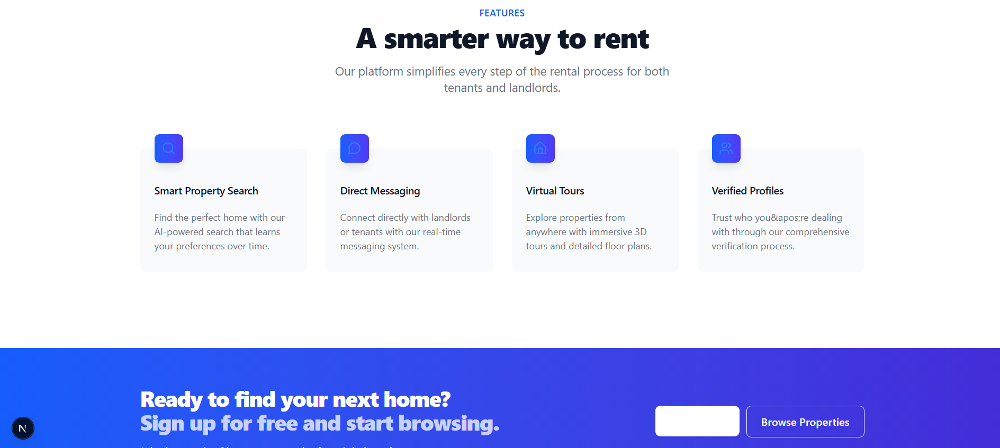 FEATURES
A smarter way to rent
Our platform simplifies every step of the rental process for both
tenants and landlords.
Smart Property Search
Find the perfect home with our
AI-powered search that learns
your preferences over time.
Direct Messaging
Connect directly with landlords
or tenants with our real-time
messaging system.
Virtual Tours
Explore properties from
anywhere with immersive 3D
tours and detailed floor plans.
Verified Profiles
Trust who you&apos;re dealing
with through our comprehensive
verification process.
Ready to find your next home?
Sign up for free and start browsing.
Browse Properties
N